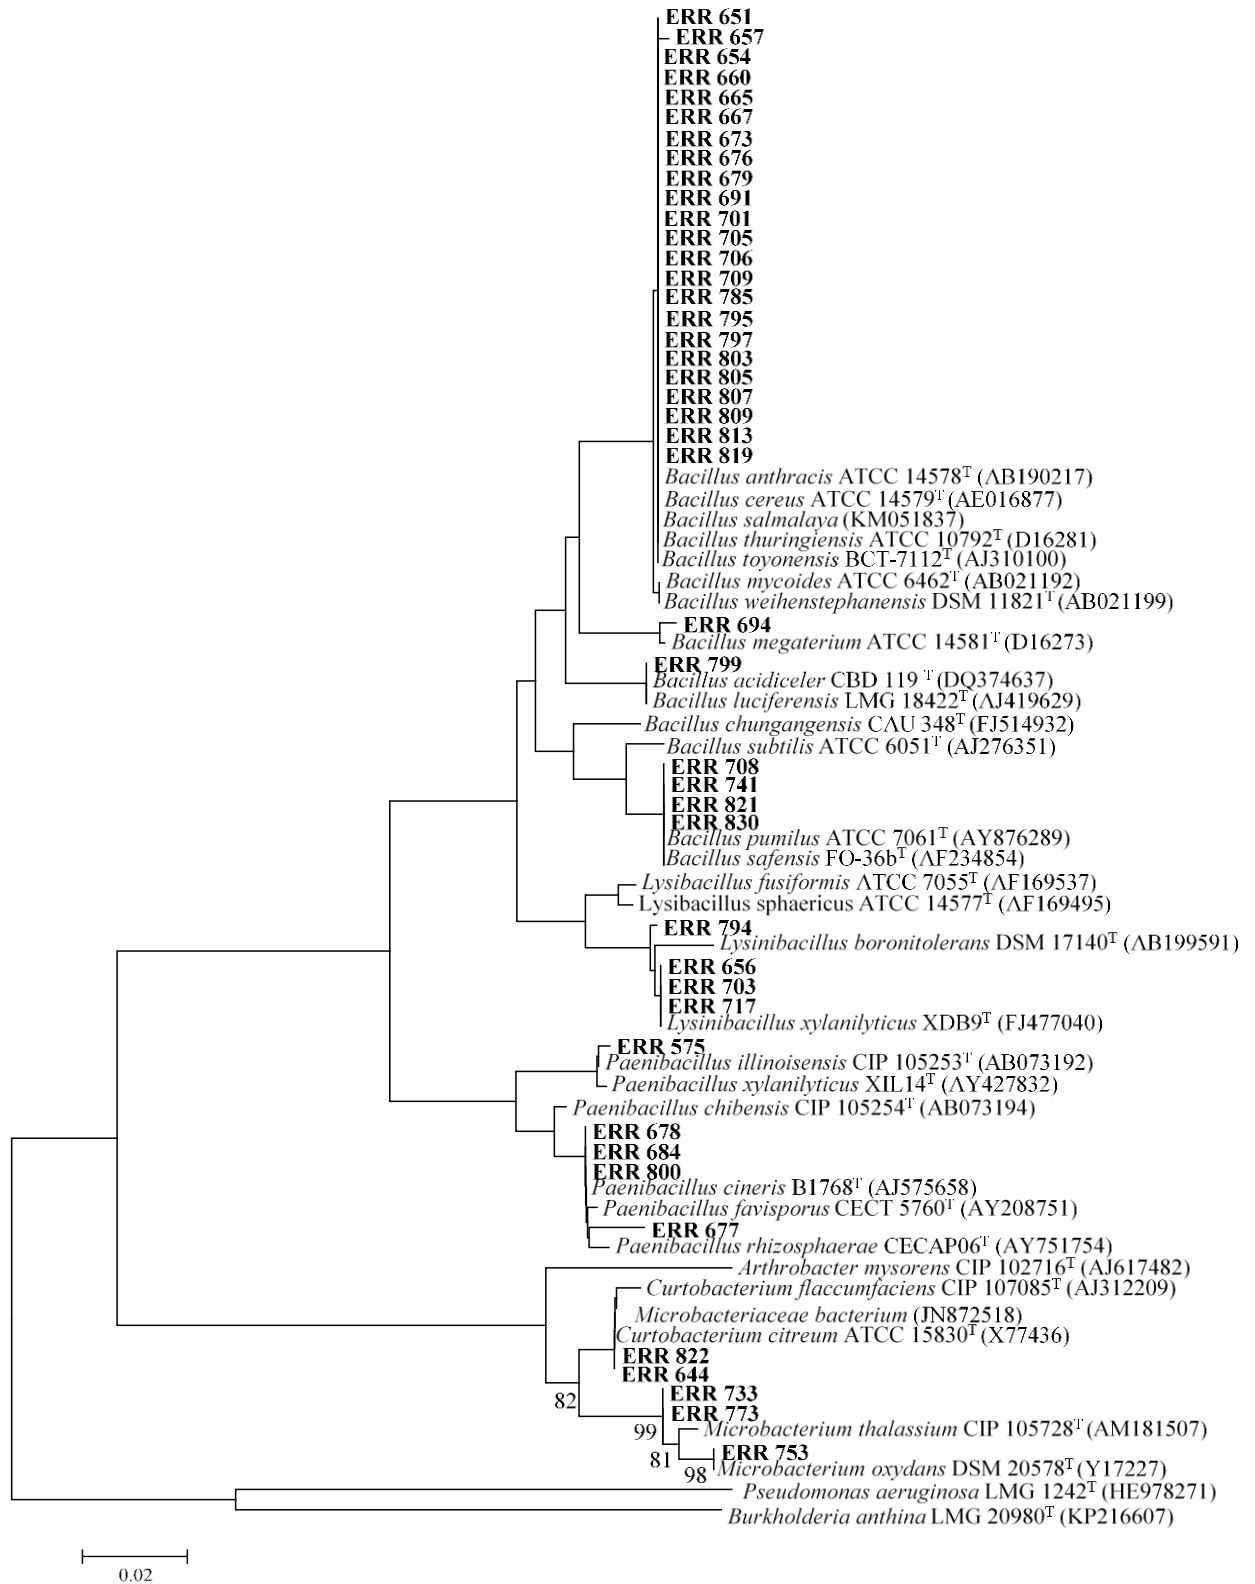 ERR 651
ERR 657
ERR 654
ERR 660
ERR 665
ERR 667
ERR 673
ERR 676
ERR 679
ERR 691
ERR 701
ERR 705
ERR 706
ERR 709
ERR 785
ERR 795
ERR 797
ERR 803
ERR 805
ERR 807
ERR 809
ERR 813
ERR 819
Bacillus anthracis ATCC 14578ᵀ (AB190217)
Bacillus cereus ATCC 14579ᵀ (AE016877)
Bacillus salmalaya (KM051837)
Bacillus thuringiensis ATCC 10792ᵀ (D16281)
Bacillus toyonensis BCT-7112ᵀ (AJ310100)
Bacillus mycoides ATCC 6462ᵀ (AB021192)
Bacillus weihenstephanensis DSM 11821ᵀ (AB021199)
ERR 694
Bacillus megaterium ATCC 14581ᵀ (D16273)
ERR 799
Bacillus acidiceler CBD 119 ᵀ (DQ374637)
Bacillus luciferensis LMG 18422ᵀ (AJ419629)
Bacillus chungangensis CAU 348ᵀ (FJ514932)
Bacillus subtilis ATCC 6051ᵀ (AJ276351)
ERR 708
ERR 741
ERR 821
ERR 830
Bacillus pumilus ATCC 7061ᵀ (AY876289)
Bacillus safensis FO-36bᵀ (AF234854)
Lysibacillus fusiformis ATCC 7055ᵀ (AF169537)
Lysibacillus sphaericus ATCC 14577ᵀ (AF169495)
ERR 794
Lysinibacillus boronitolerans DSM 17140ᵀ (AB199591)
ERR 656
ERR 703
ERR 717
Lysinibacillus xylanilyticus XDB9ᵀ (FJ477040)
ERR 575
Paenibacillus illinoisensis CIP 105253ᵀ (AB073192)
Paenibacillus xylanilyticus XIL14ᵀ (AY427832)
Paenibacillus chibensis CIP 105254ᵀ (AB073194)
ERR 678
ERR 684
ERR 800
Paenibacillus cineris B1768ᵀ (AJ575658)
Paenibacillus favisporus CECT 5760ᵀ (AY208751)
ERR 677
Paenibacillus rhizosphaerae CECAP06ᵀ (AY751754)
Arthrobacter mysorens CIP 102716ᵀ (AJ617482)
Curtobacterium flaccumfaciens CIP 107085ᵀ (AJ312209)
Microbacteriaceae bacterium (JN872518)
Curtobacterium citreum ATCC 15830ᵀ (X77436)
ERR 822
ERR 644
82
ERR 733
ERR 773
99
Microbacterium thalassium CIP 105728ᵀ (AM181507)
81
ERR 753
98
Microbacterium oxydans DSM 20578ᵀ (Y17227)
Pseudomonas aeruginosa LMG 1242ᵀ (HE978271)
Burkholderia anthina LMG 20980ᵀ (KP216607)
0.02